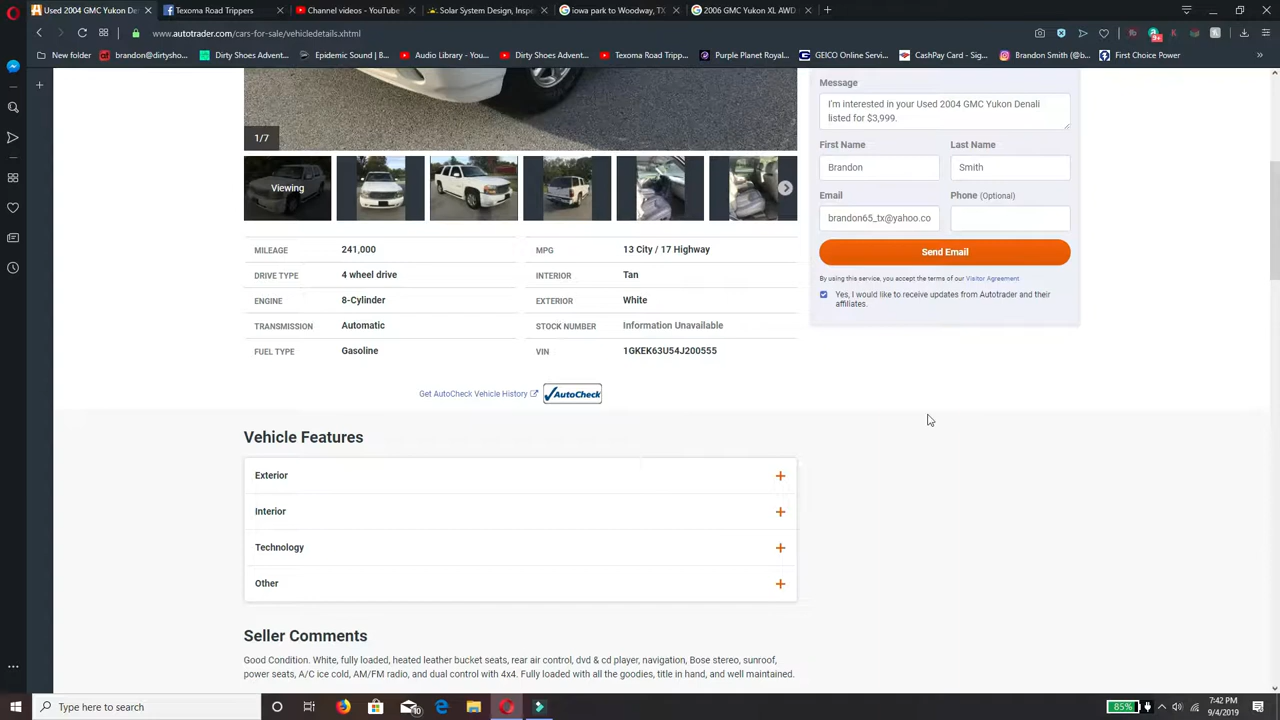 Used 2004 GMC Yukon De
Facebook
Texoma Road Trippers
Channel videos - YouTube
Solar System Design, Inspe
iowa park to Woodway, TX
2006 GMC Yukon XL AWD
www.autotrader.com/cars-for-sale/vehicledetails.xhtml
New folder
brandon@dirtysho...
Dirty Shoes Advent...
Epidemic Sound | B...
Audio Library - You...
Dirty Shoes Advent...
Texoma Road Tripp...
Purple Planet Royal...
GEICO Online Servi...
CashPay Card - Sig...
Brandon Smith (@b...
First Choice Power
1/7
Viewing
MILEAGE 241,000
DRIVE TYPE 4 wheel drive
ENGINE 8-Cylinder
TRANSMISSION Automatic
FUEL TYPE Gasoline
MPG 13 City / 17 Highway
INTERIOR Tan
EXTERIOR White
STOCK NUMBER Information Unavailable
VIN 1GKEK63U54J200555
Get AutoCheck Vehicle History
AutoCheck
Message
I'm interested in your Used 2004 GMC Yukon Denali
listed for $3,999.
First Name Last Name
Brandon Smith
Email Phone (Optional)
brandon65_tx@yahoo.co
Send Email
By using this service, you accept the terms of our Visitor Agreement.
Yes, I would like to receive updates from Autotrader and their
affiliates.
Vehicle Features
Exterior
Interior
Technology
Other
Seller Comments
Good Condition. White, fully loaded, heated leather bucket seats, rear air control, dvd & cd player, navigation, Bose stereo, sunroof,
power seats, A/C ice cold, AM/FM radio, and dual control with 4x4. Fully loaded with all the goodies, title in hand, and well maintained.
Type here to search
10
85%
7:42 PM
9/4/2019